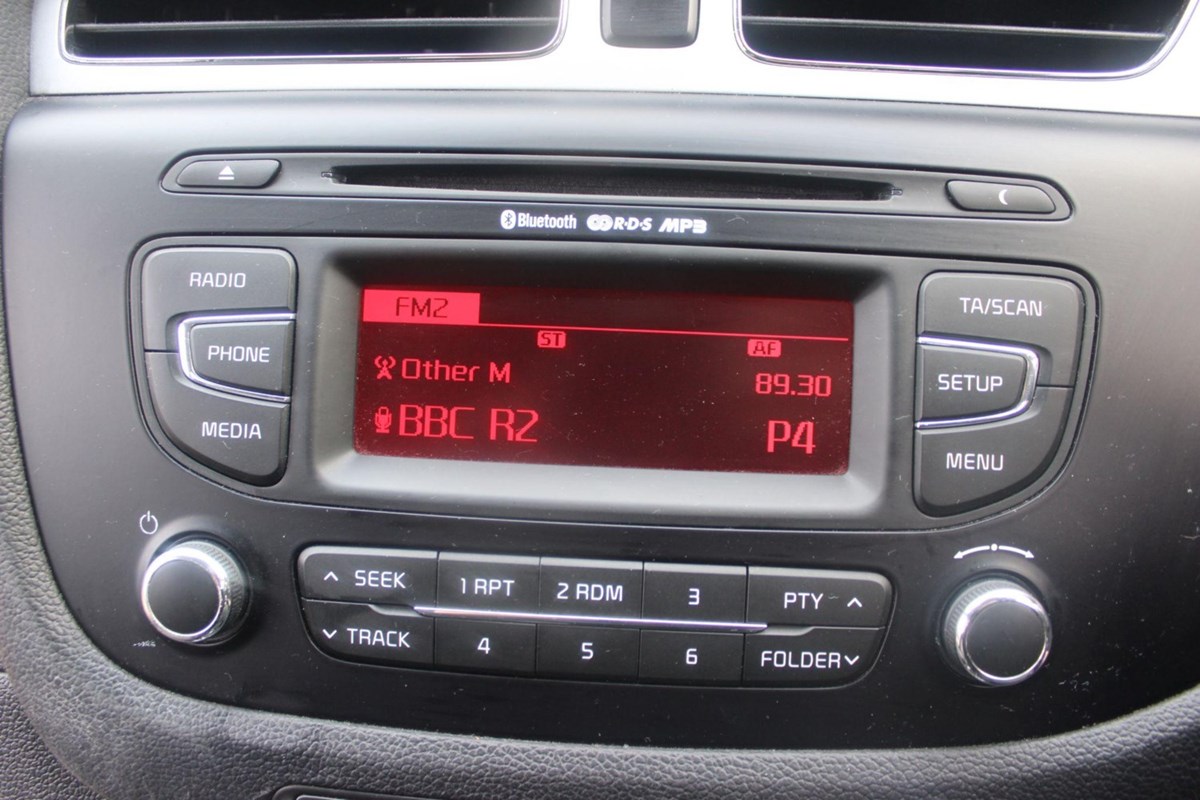 Bluetooth R·D·S MP3
RADIO
PHONE
MEDIA
FM2
ST AF
Other M 89.30
BBC R2 P4
TA/SCAN
SETUP
MENU
SEEK 1 RPT 2 RDM 3 PTY
TRACK 4 5 6 FOLDER